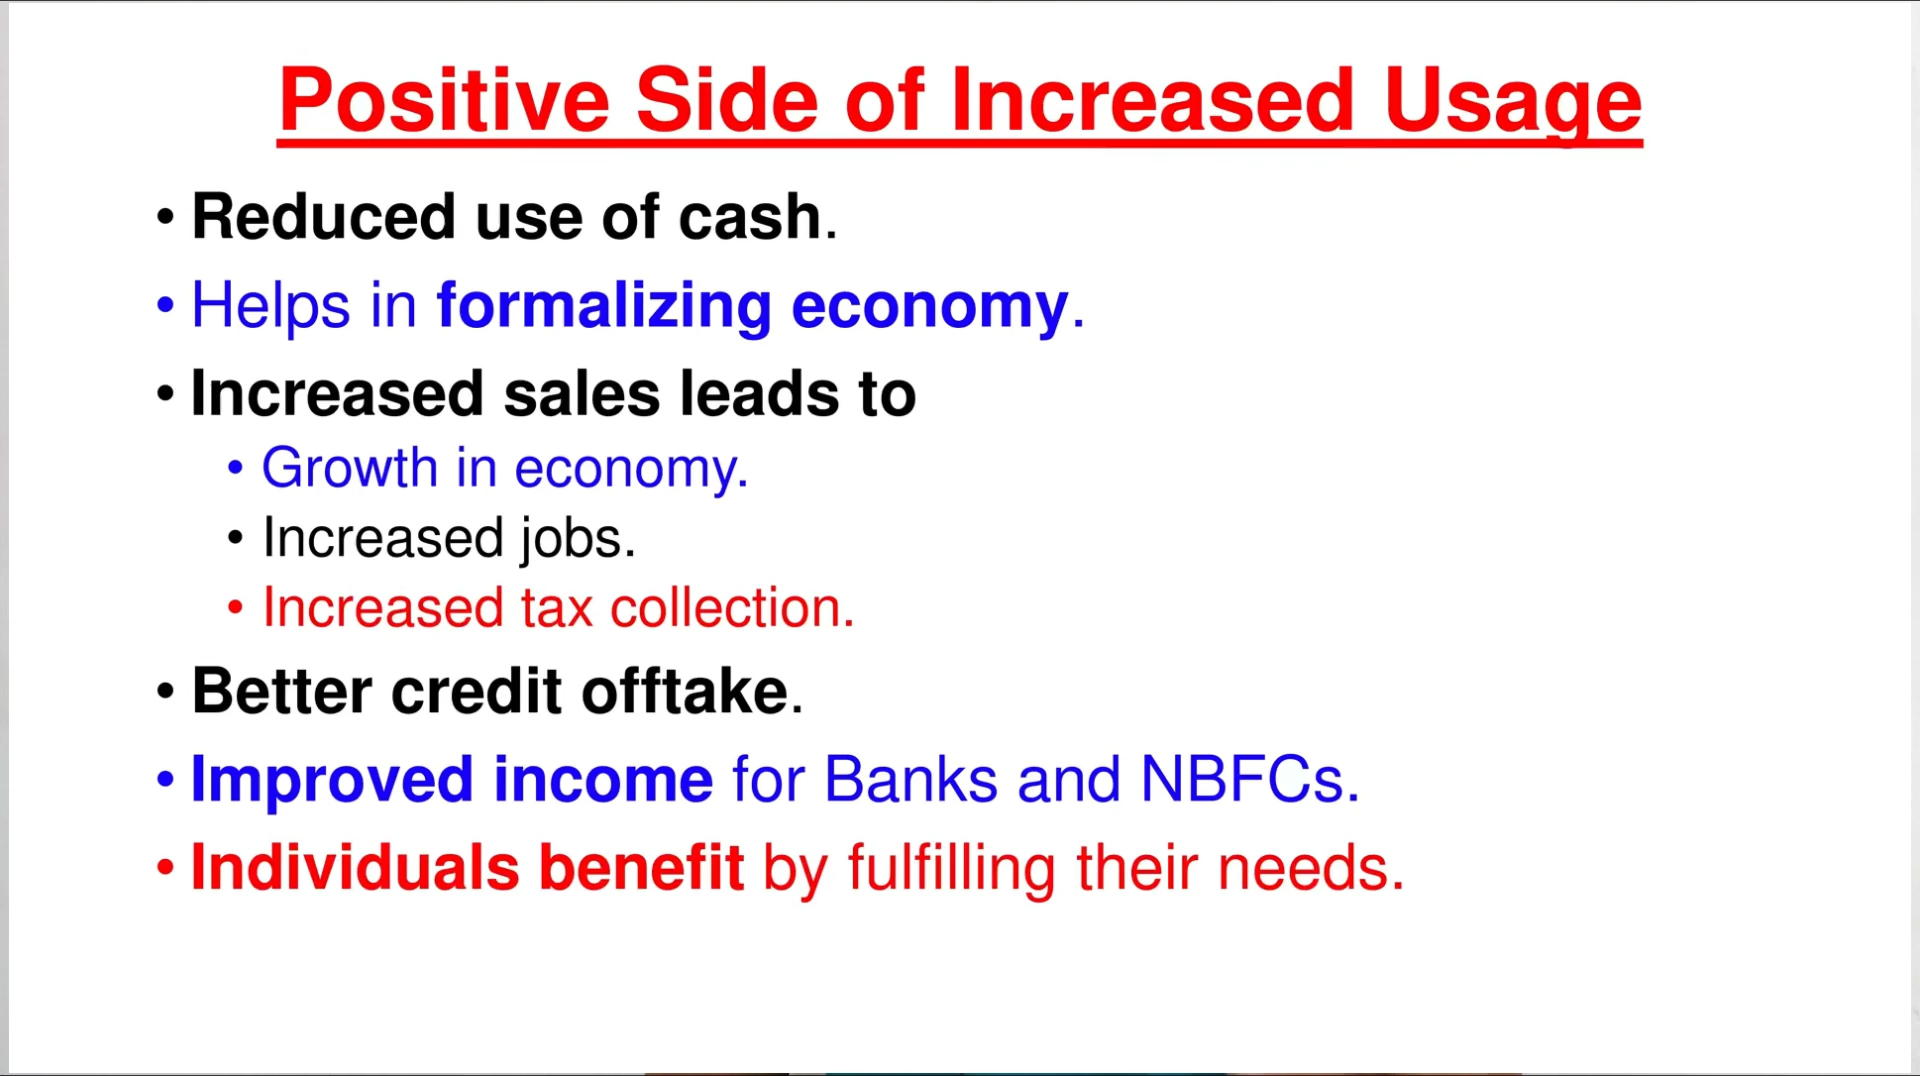 Positive Side of Increased Usage
• Reduced use of cash.
• Helps in formalizing economy.
• Increased sales leads to
• Growth in economy.
• Increased jobs.
• Increased tax collection.
• Better credit offtake.
• Improved income for Banks and NBFCs.
• Individuals benefit by fulfilling their needs.